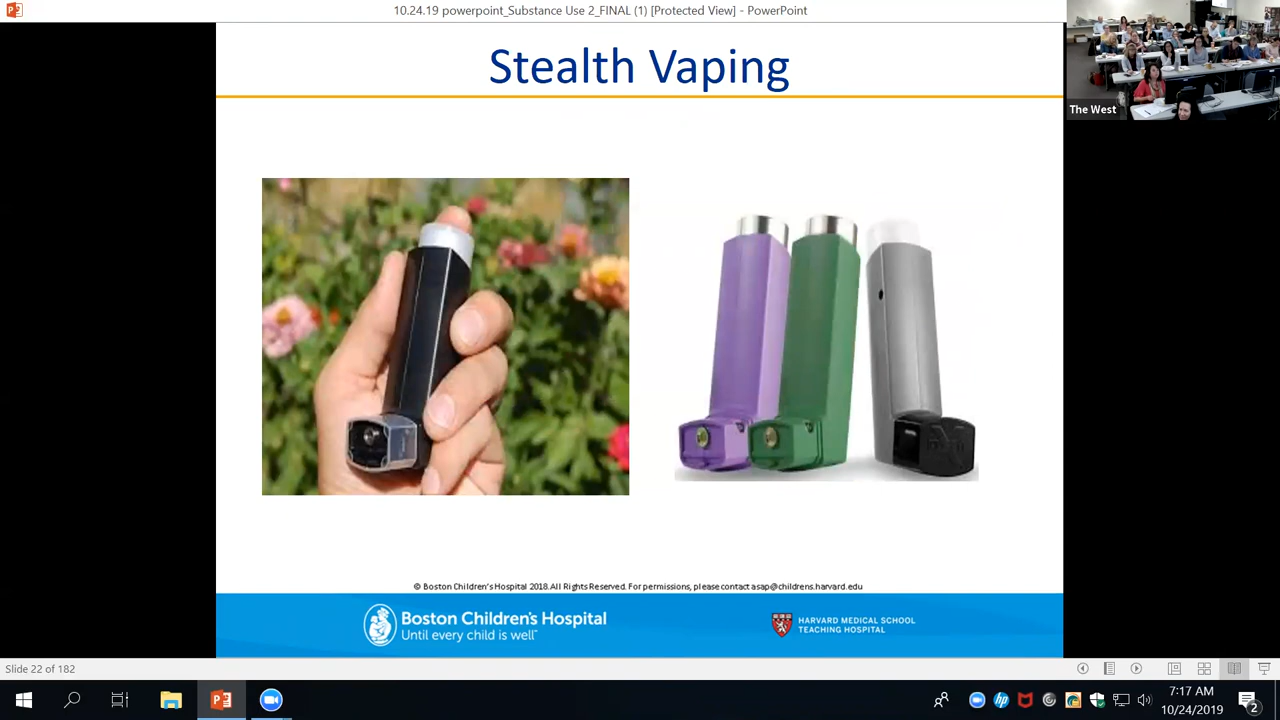 10.24.19 powerpoint_Substance Use 2_FINAL (1) [Protected View] - PowerPoint
Stealth Vaping
The West
© Boston Children's Hospital 2018.All Rights Reserved. For permissions, please contact asap@childrens.harvard.edu
Boston Children's Hospital
Until every child is well™
HARVARD MEDICAL SCHOOL
TEACHING HOSPITAL
Slide 22 of 182
7:17 AM
10/24/2019
2